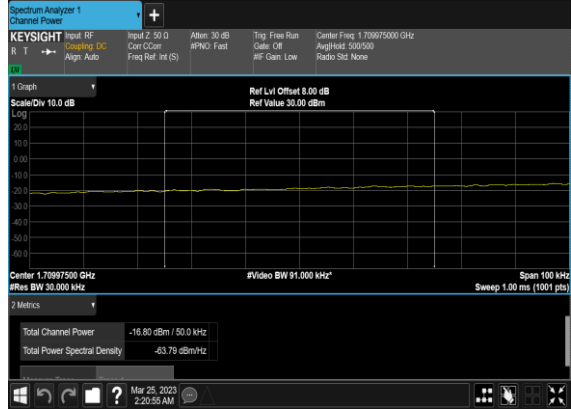 Spectrum Analyzer 1
Channel Power
+
KEYSIGHT
R T
Input: RF
Coupling: DC
Align: Auto
Input Z: 50 Ω
Corr CCorr
Freq Ref: Int (S)
Atten: 30 dB
#PNO: Fast
Trig: Free Run
Gate: Off
#IF Gain: Low
Center Freq: 1.709975000 GHz
Avg|Hold: 500/500
Radio Std: None
1 Graph
Scale/Div 10.0 dB
Ref Lvl Offset 8.00 dB
Ref Value 30.00 dBm
Log
20.0
10.0
0.00
-10.0
-20.0
-30.0
-40.0
-50.0
-60.0
Center 1.70997500 GHz
#Res BW 30.000 kHz
#Video BW 91.000 kHz*
Span 100 kHz
Sweep 1.00 ms (1001 pts)
2 Metrics
Total Channel Power -16.80 dBm / 50.0 kHz
Total Power Spectral Density -63.79 dBm/Hz
?
Mar 25, 2023
2:20:55 AM